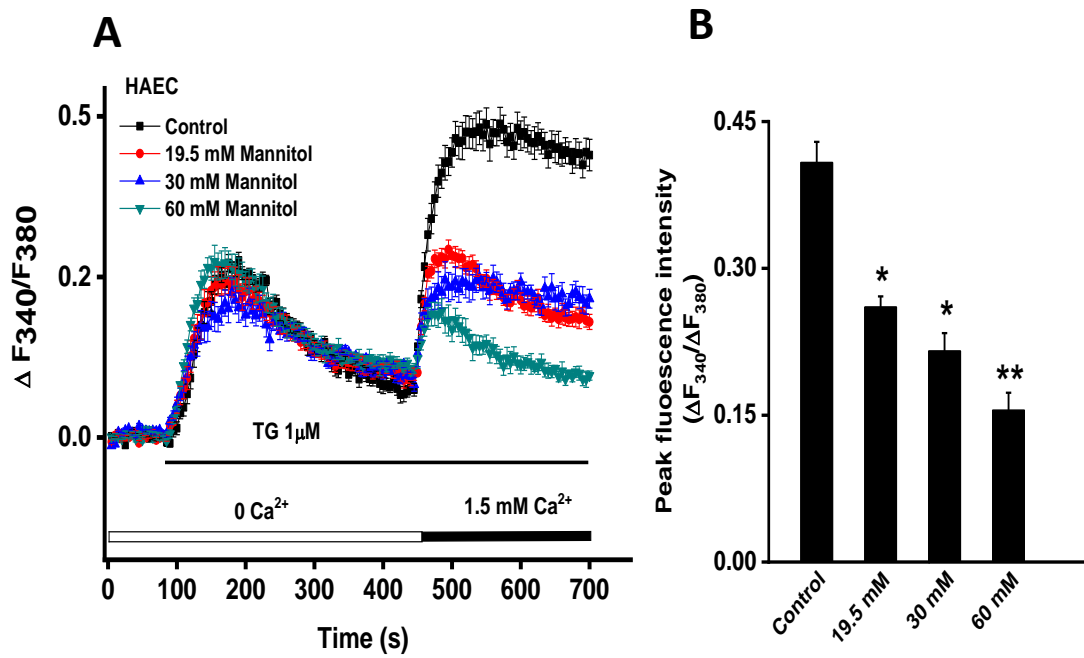 A
HAEC
Control
19.5 mM Mannitol
30 mM Mannitol
60 mM Mannitol
0.5
0.2
0.0
Δ F340/F380
TG 1μM
0 Ca²⁺
1.5 mM Ca²⁺
0 100 200 300 400 500 600 700
Time (s)
B
Peak fluoescence intensity
(ΔF₃₄₀/ΔF₃₈₀)
0.45
0.30
0.15
0.00
*
*
**
Control
19.5 mM
30 mM
60 mM